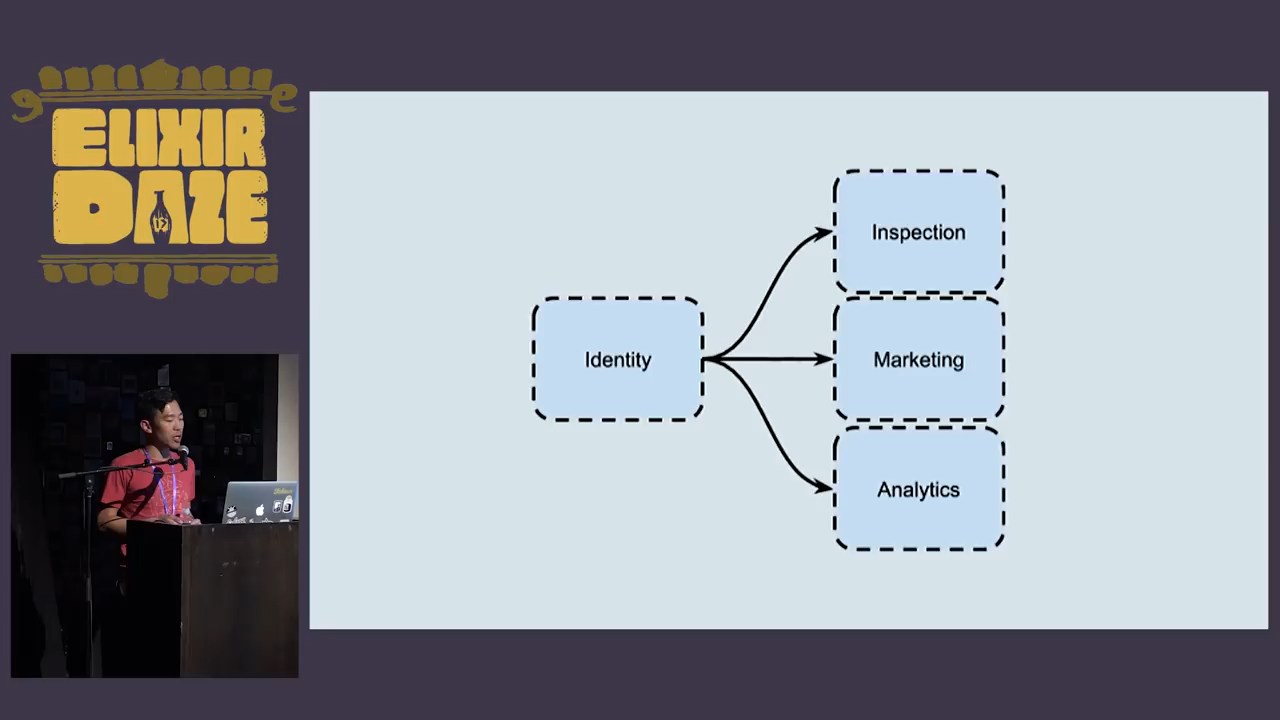 ELIXIR
DAZE
Inspection
Identity
Marketing
Analytics